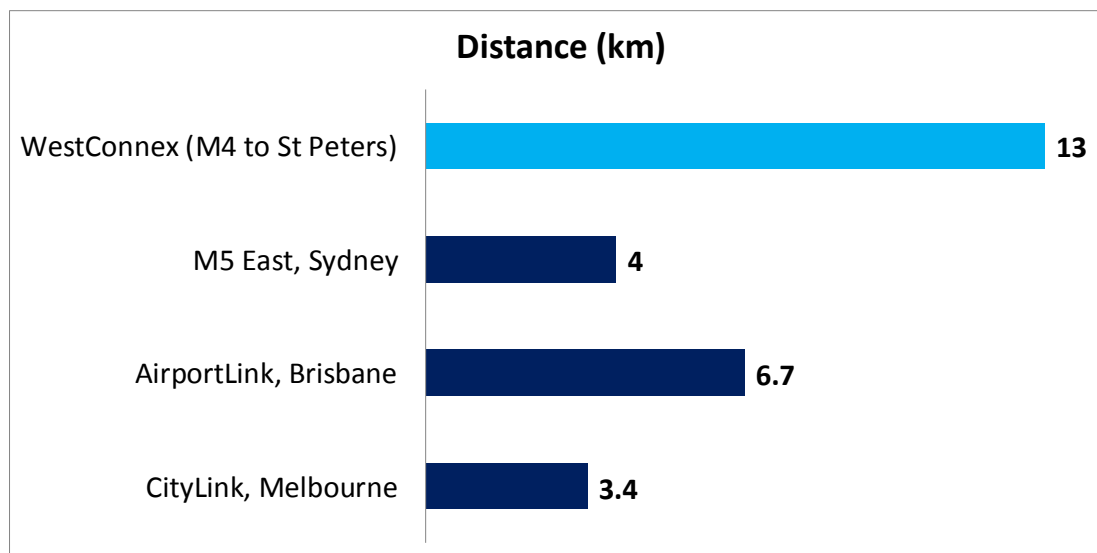 Distance (km)
WestConnex (M4 to St Peters) 13
M5 East, Sydney 4
AirportLink, Brisbane 6.7
CityLink, Melbourne 3.4